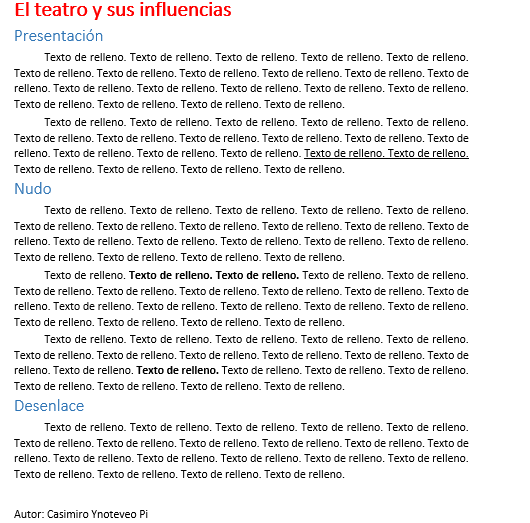 El teatro y sus influencias
Presentación
Texto de relleno. Texto de relleno. Texto de relleno. Texto de relleno. Texto de relleno.
Texto de relleno. Texto de relleno. Texto de relleno. Texto de relleno. Texto de relleno. Texto de
relleno. Texto de relleno. Texto de relleno. Texto de relleno. Texto de relleno. Texto de relleno.
Texto de relleno. Texto de relleno. Texto de relleno. Texto de relleno.
Texto de relleno. Texto de relleno. Texto de relleno. Texto de relleno. Texto de relleno.
Texto de relleno. Texto de relleno. Texto de relleno. Texto de relleno. Texto de relleno. Texto de
relleno. Texto de relleno. Texto de relleno. Texto de relleno. Texto de relleno. Texto de relleno.
Texto de relleno. Texto de relleno. Texto de relleno. Texto de relleno.
Nudo
Texto de relleno. Texto de relleno. Texto de relleno. Texto de relleno. Texto de relleno.
Texto de relleno. Texto de relleno. Texto de relleno. Texto de relleno. Texto de relleno. Texto de
relleno. Texto de relleno. Texto de relleno. Texto de relleno. Texto de relleno. Texto de relleno.
Texto de relleno. Texto de relleno. Texto de relleno. Texto de relleno.
Texto de relleno. Texto de relleno. Texto de relleno. Texto de relleno. Texto de relleno.
Texto de relleno. Texto de relleno. Texto de relleno. Texto de relleno. Texto de relleno. Texto de
relleno. Texto de relleno. Texto de relleno. Texto de relleno. Texto de relleno. Texto de relleno.
Texto de relleno. Texto de relleno. Texto de relleno. Texto de relleno.
Texto de relleno. Texto de relleno. Texto de relleno. Texto de relleno. Texto de relleno.
Texto de relleno. Texto de relleno. Texto de relleno. Texto de relleno. Texto de relleno. Texto de
relleno. Texto de relleno. Texto de relleno. Texto de relleno. Texto de relleno. Texto de relleno.
Texto de relleno. Texto de relleno. Texto de relleno. Texto de relleno.
Desenlace
Texto de relleno. Texto de relleno. Texto de relleno. Texto de relleno. Texto de relleno.
Texto de relleno. Texto de relleno. Texto de relleno. Texto de relleno. Texto de relleno. Texto de
relleno. Texto de relleno. Texto de relleno. Texto de relleno. Texto de relleno. Texto de relleno.
Texto de relleno. Texto de relleno. Texto de relleno. Texto de relleno.
Autor: Casimiro Ynoteveo Pi